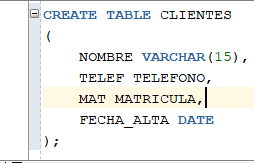 CREATE TABLE CLIENTES
(
NOMBRE VARCHAR(15),
TELEF TELEFONO,
MAT MATRICULA,
FECHA_ALTA DATE
);